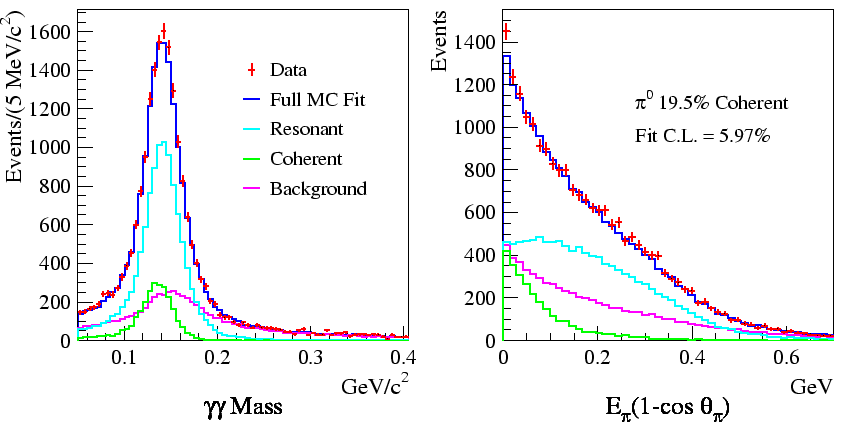 Events/(5 MeV/c²)
1600
1400
1200
1000
800
600
400
200
0
0.1
0.2
0.3
0.4
GeV/c²
γγ Mass
Data
Full MC Fit
Resonant
Coherent
Background
Events
1400
1200
1000
800
600
400
200
0
0
0.2
0.4
0.6
GeV
E_π(1-cos θ_π)
π⁰ 19.5% Coherent
Fit C.L. = 5.97%